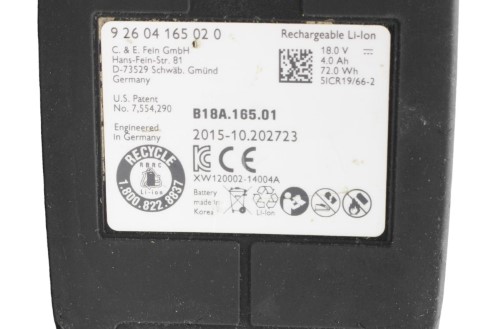 9 26 04 165 02 0
Rechargeable Li-Ion
C. & E. Fein GmbH
Hans-Fein-Str. 81
D-73529 Schwäb. Gmünd
Germany
18.0 V
4.0 Ah
72.0 Wh
5ICR19/66-2
U.S. Patent
No. 7,554,290
B18A.165.01
Engineered
In Germany
2015-10.202723
KC CE
XW120002-14004A
RECYCLE
RBRC
Li-Ion
1.800.822.8837
Battery
made in:
Korea
Li-Ion